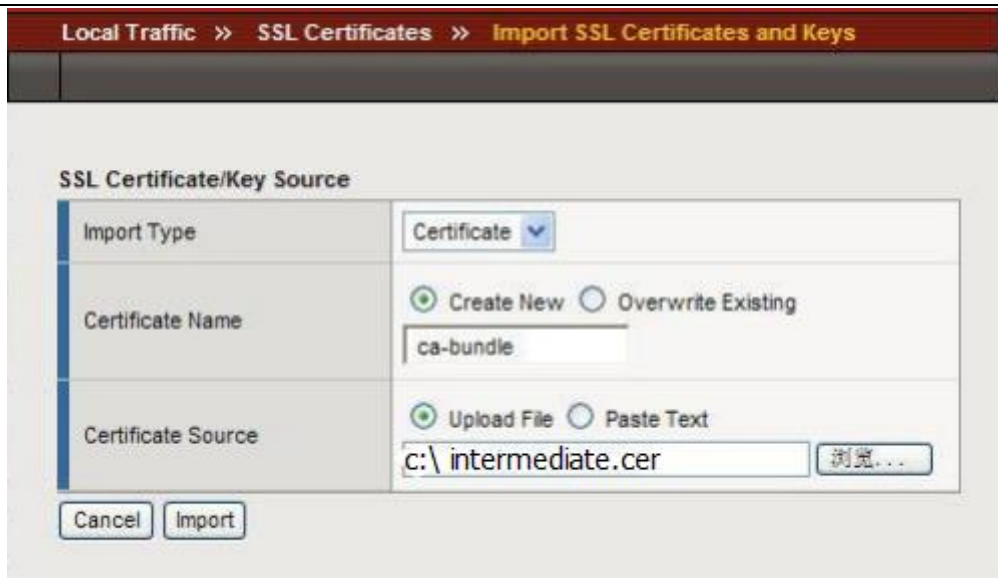 Local Traffic » SSL Certificates » Import SSL Certificates and Keys
SSL Certificate/Key Source
Import Type
Certificate
Certificate Name
Create New Overwrite Existing
ca-bundle
Certificate Source
Upload File Paste Text
c:\ intermediate.cer 浏览...
Cancel Import